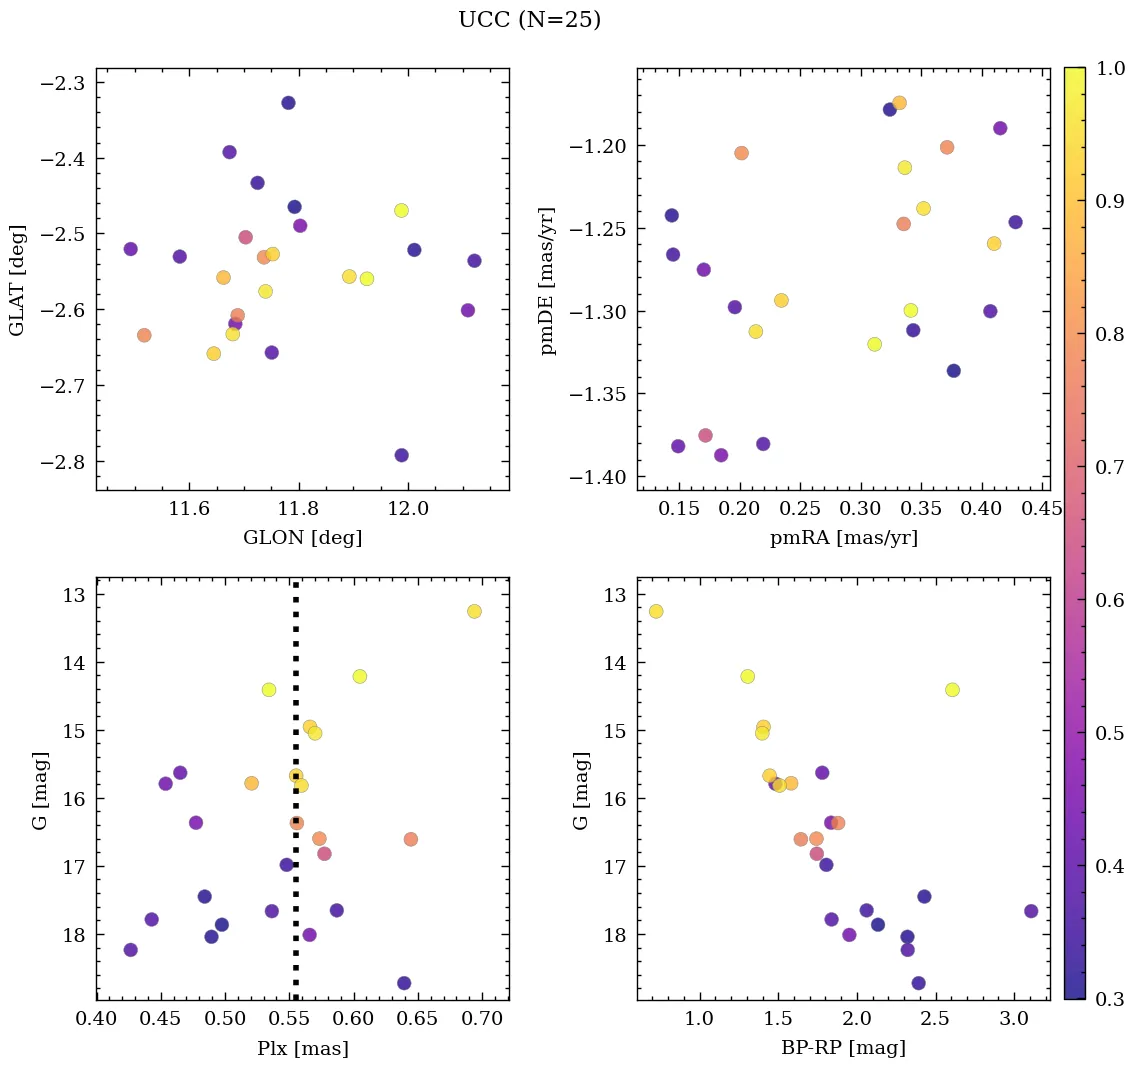 UCC (N=25)
−2.3
−2.4
−2.5
−2.6
−2.7
−2.8
GLAT [deg]
11.6 11.8 12.0
GLON [deg]
−1.20
−1.25
−1.30
−1.35
−1.40
pmDE [mas/yr]
0.15 0.20 0.25 0.30 0.35 0.40 0.45
pmRA [mas/yr]
13
14
15
16
17
18
G [mag]
0.40 0.45 0.50 0.55 0.60 0.65 0.70
Plx [mas]
13
14
15
16
17
18
G [mag]
1.0 1.5 2.0 2.5 3.0
BP-RP [mag]
1.0
0.9
0.8
0.7
0.6
0.5
0.4
0.3